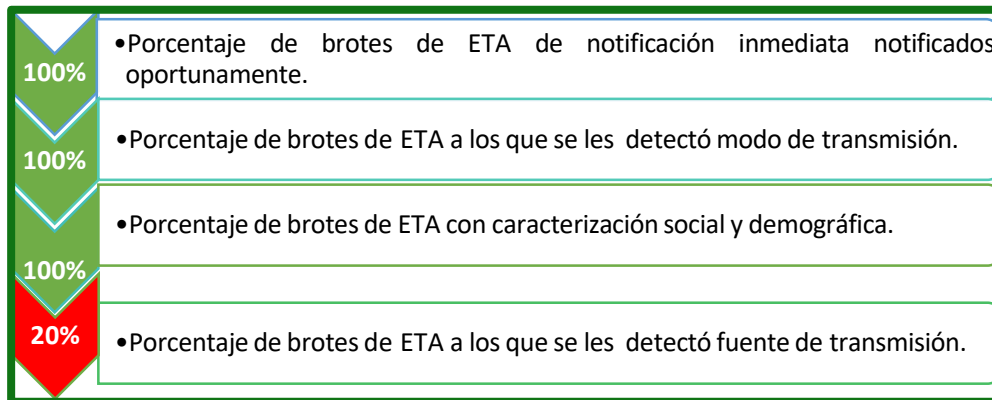 100%
•Porcentaje de brotes de ETA de notificación inmediata notificados
oportunamente.
100%
•Porcentaje de brotes de ETA a los que se les detectó modo de transmisión.
100%
•Porcentaje de brotes de ETA con caracterización social y demográfica.
20%
•Porcentaje de brotes de ETA a los que se les detectó fuente de transmisión.